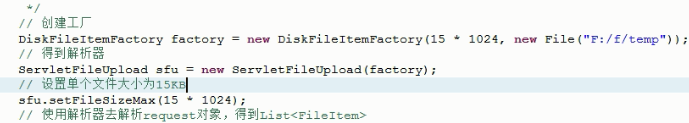 */
// 创建工厂
DiskFileItemFactory factory = new DiskFileItemFactory(15 * 1024, new File("F:/f/temp"));
// 得到解析器
ServletFileUpload sfu = new ServletFileUpload(factory);
// 设置单个文件大小为15KB
sfu.setFileSizeMax(15 * 1024);
// 使用解析器去解析request对象，得到List<FileItem>